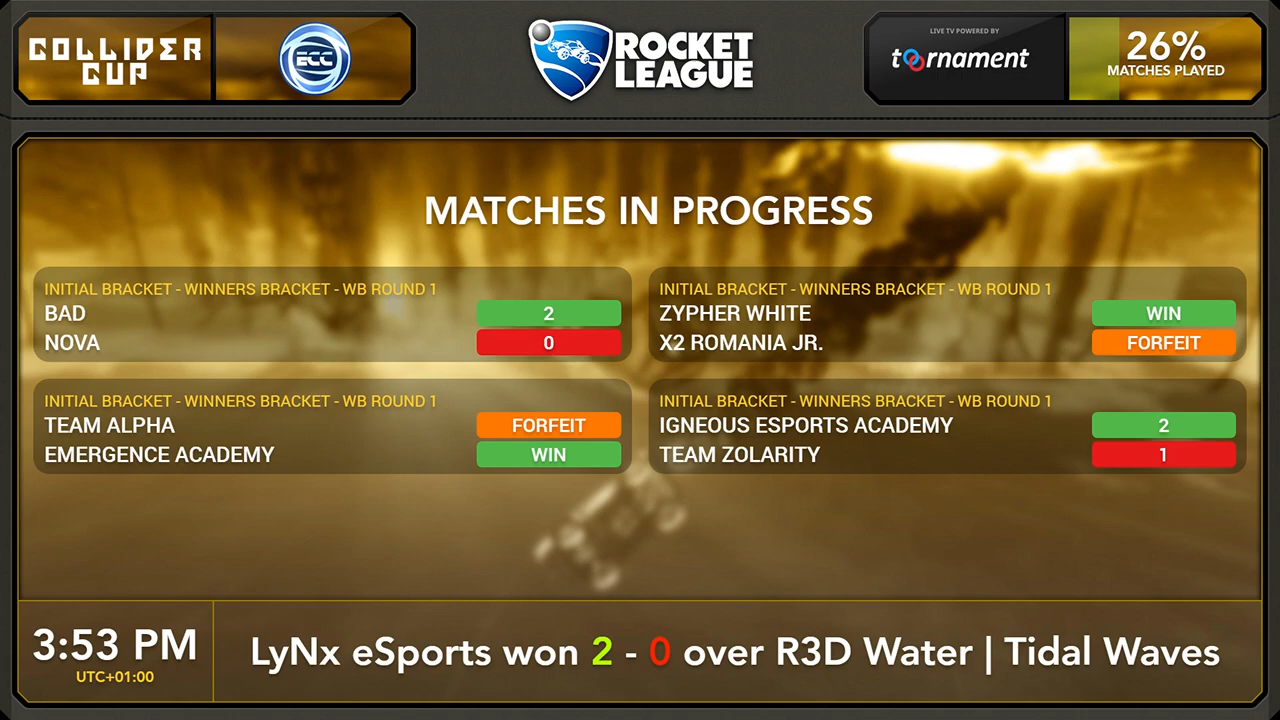 COLLIDER
CUP
ECC
ROCKET
LEAGUE
LIVE TV POWERED BY
toornament
26%
MATCHES PLAYED
MATCHES IN PROGRESS
INITIAL BRACKET - WINNERS BRACKET - WB ROUND 1
BAD 2
NOVA 0
INITIAL BRACKET - WINNERS BRACKET - WB ROUND 1
ZYPHER WHITE WIN
X2 ROMANIA JR. FORFEIT
INITIAL BRACKET - WINNERS BRACKET - WB ROUND 1
TEAM ALPHA FORFEIT
EMERGENCE ACADEMY WIN
INITIAL BRACKET - WINNERS BRACKET - WB ROUND 1
IGNEOUS ESPORTS ACADEMY 2
TEAM ZOLARITY 1
3:53 PM
UTC+01:00
LyNx eSports won 2 - 0 over R3D Water | Tidal Waves